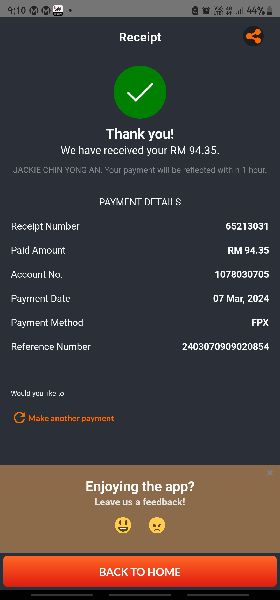 9:10
44%
Receipt
Thank you!
We have received your RM 94.35.
JACKIE CHIN YONG AN. Your payment will be reflected within 1 hour.
PAYMENT DETAILS
Receipt Number 65213031
Paid Amount RM 94.35
Account No. 1078030705
Payment Date 07 Mar, 2024
Payment Method FPX
Reference Number 2403070909020854
Would you like to
Make another payment
Enjoying the app?
Leave us a feedback!
BACK TO HOME